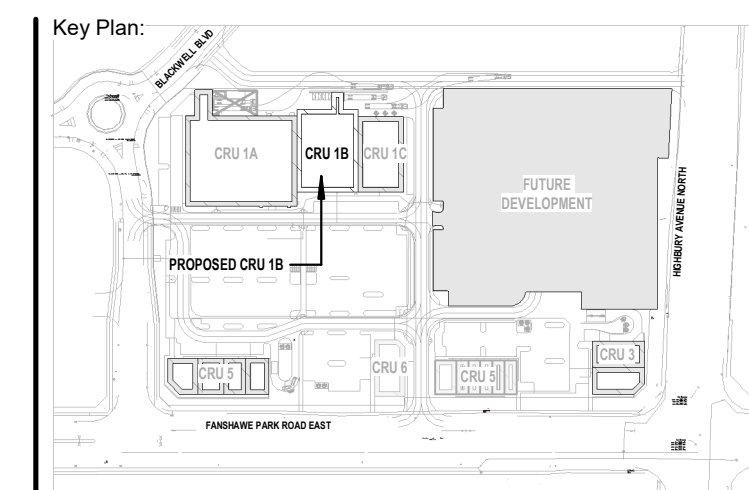 Key Plan:
BLACKWELL BLVD
CRU 1A
CRU 1B
CRU 1C
FUTURE
DEVELOPMENT
HIGHBURY AVENUE NORTH
PROPOSED CRU 1B
CRU 5
CRU 6
CRU 5
CRU 3
FANSHAWE PARK ROAD EAST